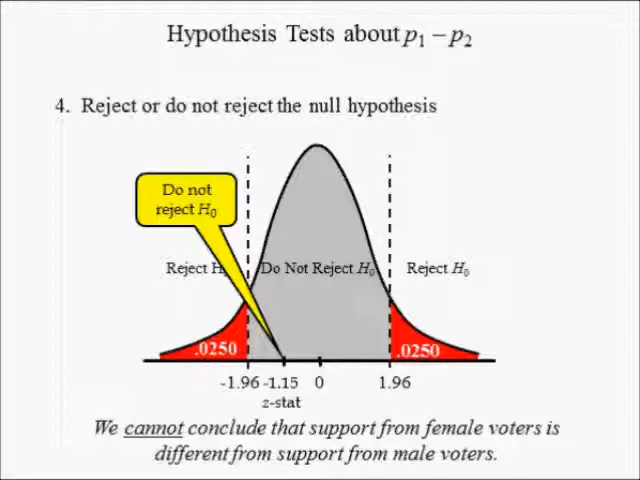 Hypothesis Tests about p₁ – p₂
4. Reject or do not reject the null hypothesis
Do not
reject H₀
Reject H₀
Do Not Reject H₀
Reject H₀
.0250
.0250
-1.96 -1.15 0 1.96
z-stat
We cannot conclude that support from female voters is
different from support from male voters.